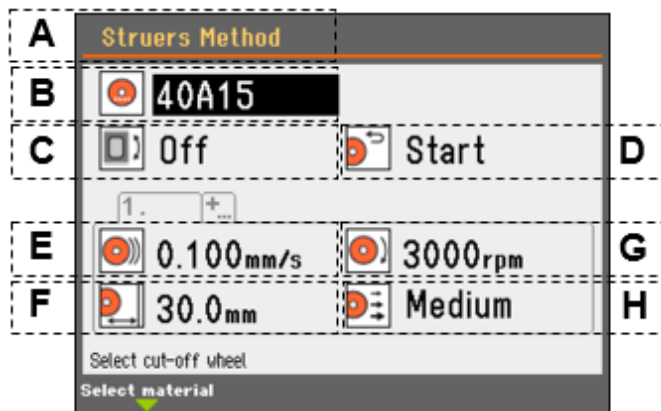 A Struers Method
B 40A15
C Off Start D
1. +...
E 0.100mm/s 3000rpm G
F 30.0mm Medium H
Select cut-off wheel
Select material